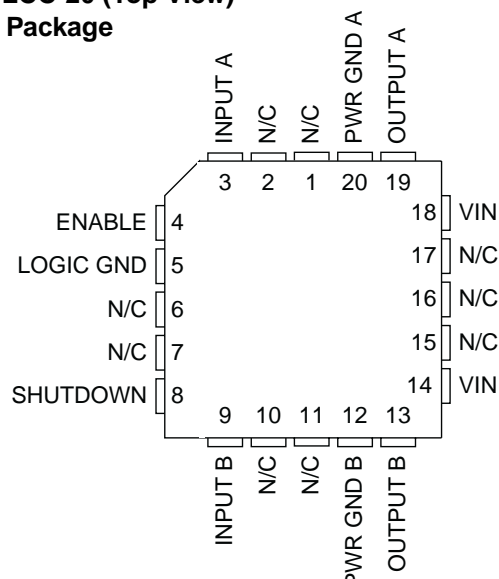 Package
INPUT A
N/C
N/C
PWR GND A
OUTPUT A
3 2 1 20 19
ENABLE 4
LOGIC GND 5
N/C 6
N/C 7
SHUTDOWN 8
18 VIN
17 N/C
16 N/C
15 N/C
14 VIN
9 10 11 12 13
INPUT B
N/C
N/C
PWR GND B
OUTPUT B